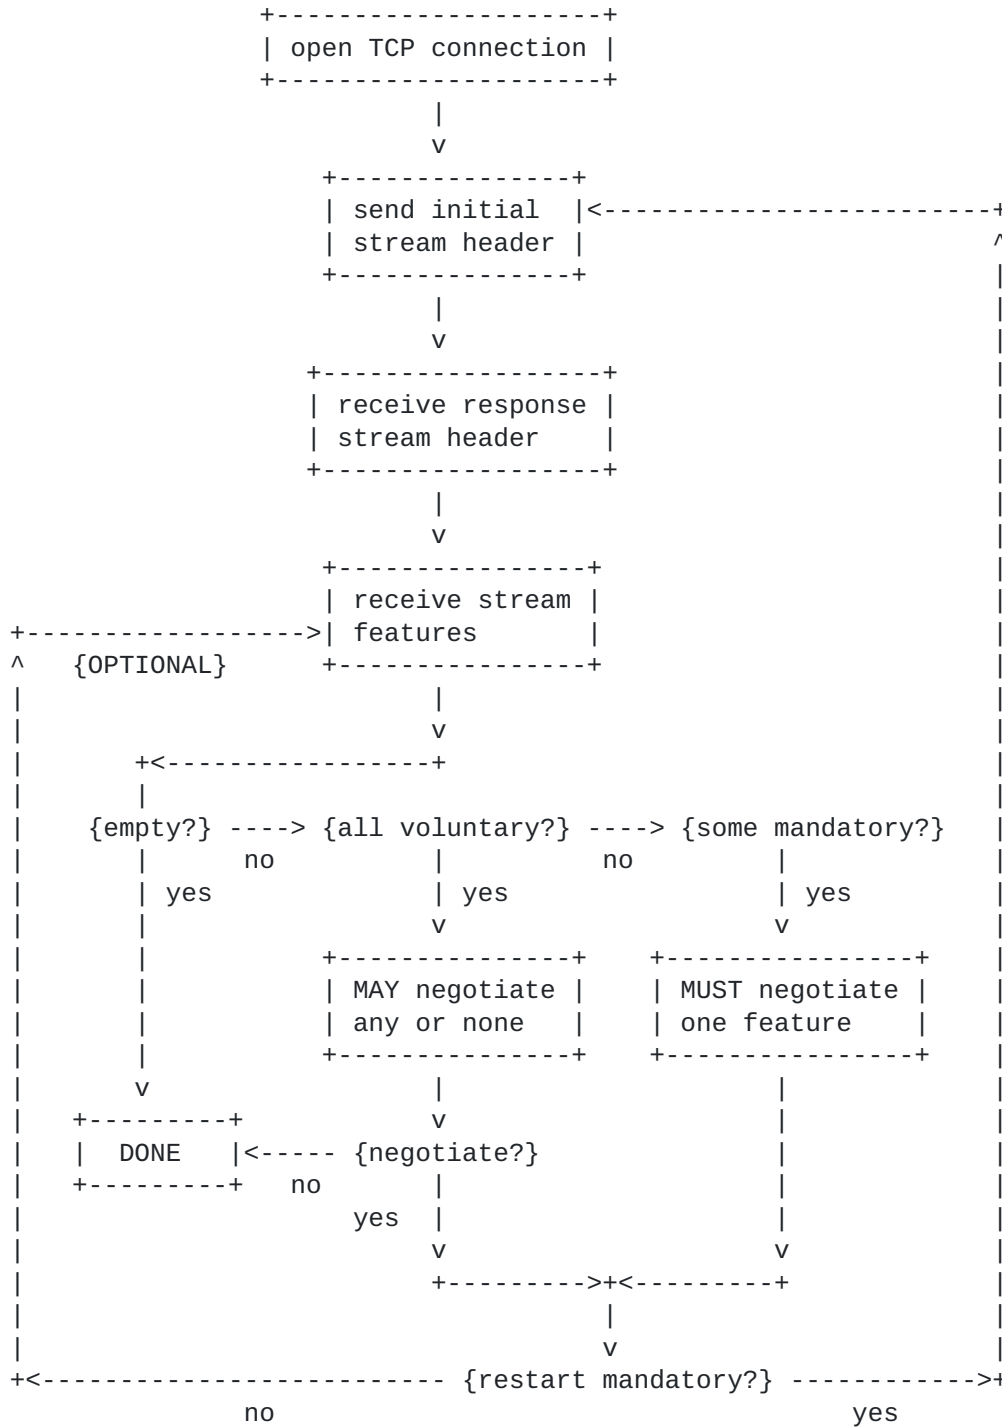 open TCP connection
send initial
stream header
receive response
stream header
receive stream
features
{OPTIONAL}
{empty?} ----> {all voluntary?} ----> {some mandatory?}
no no
yes yes yes
MAY negotiate MUST negotiate
any or none one feature
DONE <----- {negotiate?}
no
yes
{restart mandatory?}
no yes